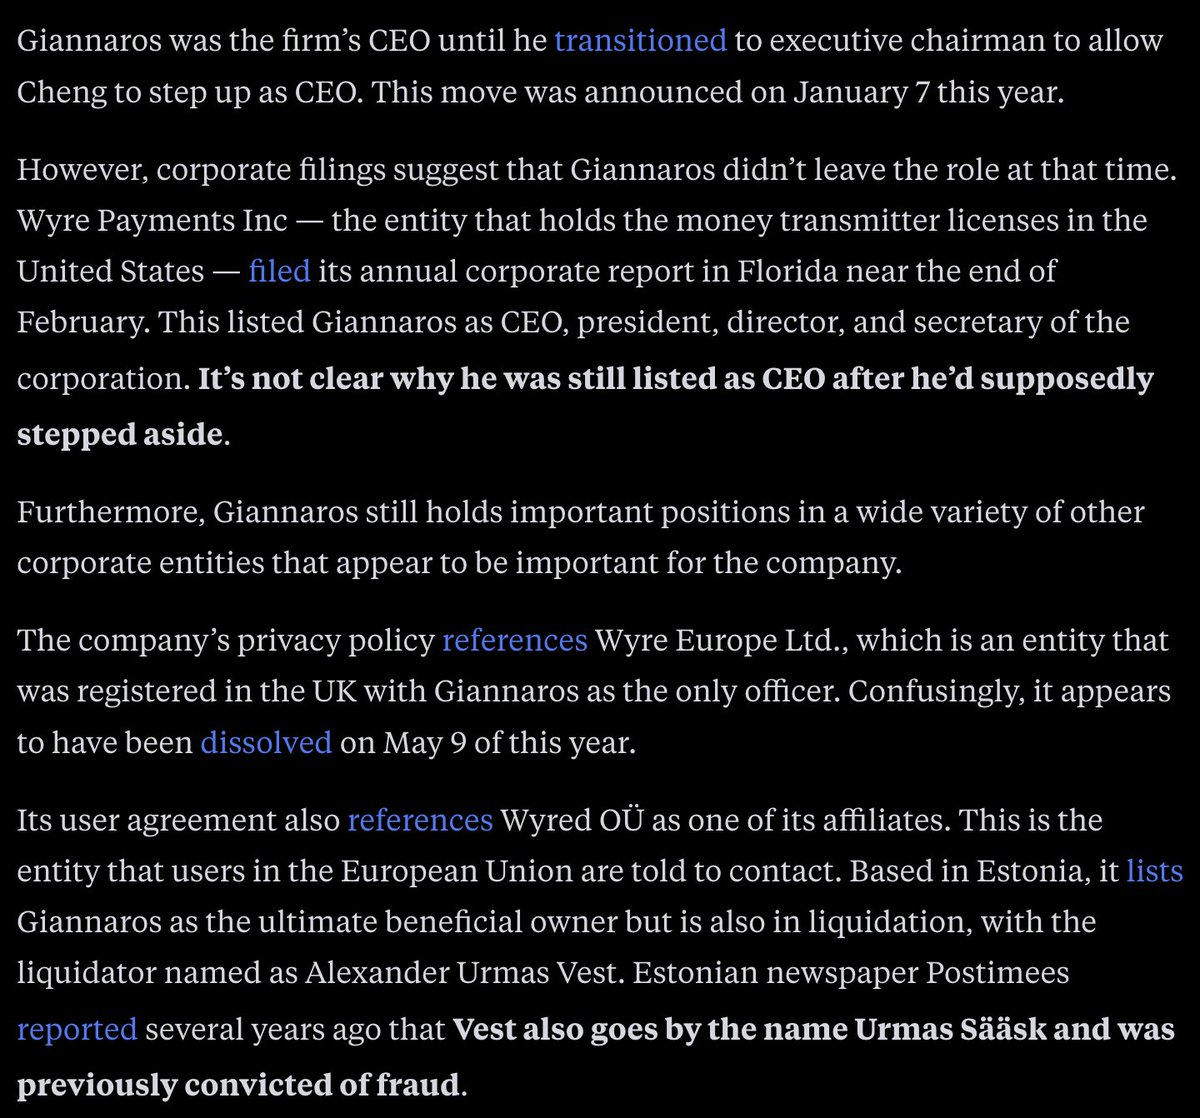 Giannaros was the firm’s CEO until he transitioned to executive chairman to allow
Cheng to step up as CEO. This move was announced on January 7 this year.
However, corporate filings suggest that Giannaros didn’t leave the role at that time.
Wyre Payments Inc — the entity that holds the money transmitter licenses in the
United States — filed its annual corporate report in Florida near the end of
February. This listed Giannaros as CEO, president, director, and secretary of the
corporation. It’s not clear why he was still listed as CEO after he’d supposedly
stepped aside.
Furthermore, Giannaros still holds important positions in a wide variety of other
corporate entities that appear to be important for the company.
The company’s privacy policy references Wyre Europe Ltd., which is an entity that
was registered in the UK with Giannaros as the only officer. Confusingly, it appears
to have been dissolved on May 9 of this year.
Its user agreement also references Wyred OÜ as one of its affiliates. This is the
entity that users in the European Union are told to contact. Based in Estonia, it lists
Giannaros as the ultimate beneficial owner but is also in liquidation, with the
liquidator named as Alexander Urmas Vest. Estonian newspaper Postimees
reported several years ago that Vest also goes by the name Urmas Sääsk and was
previously convicted of fraud.